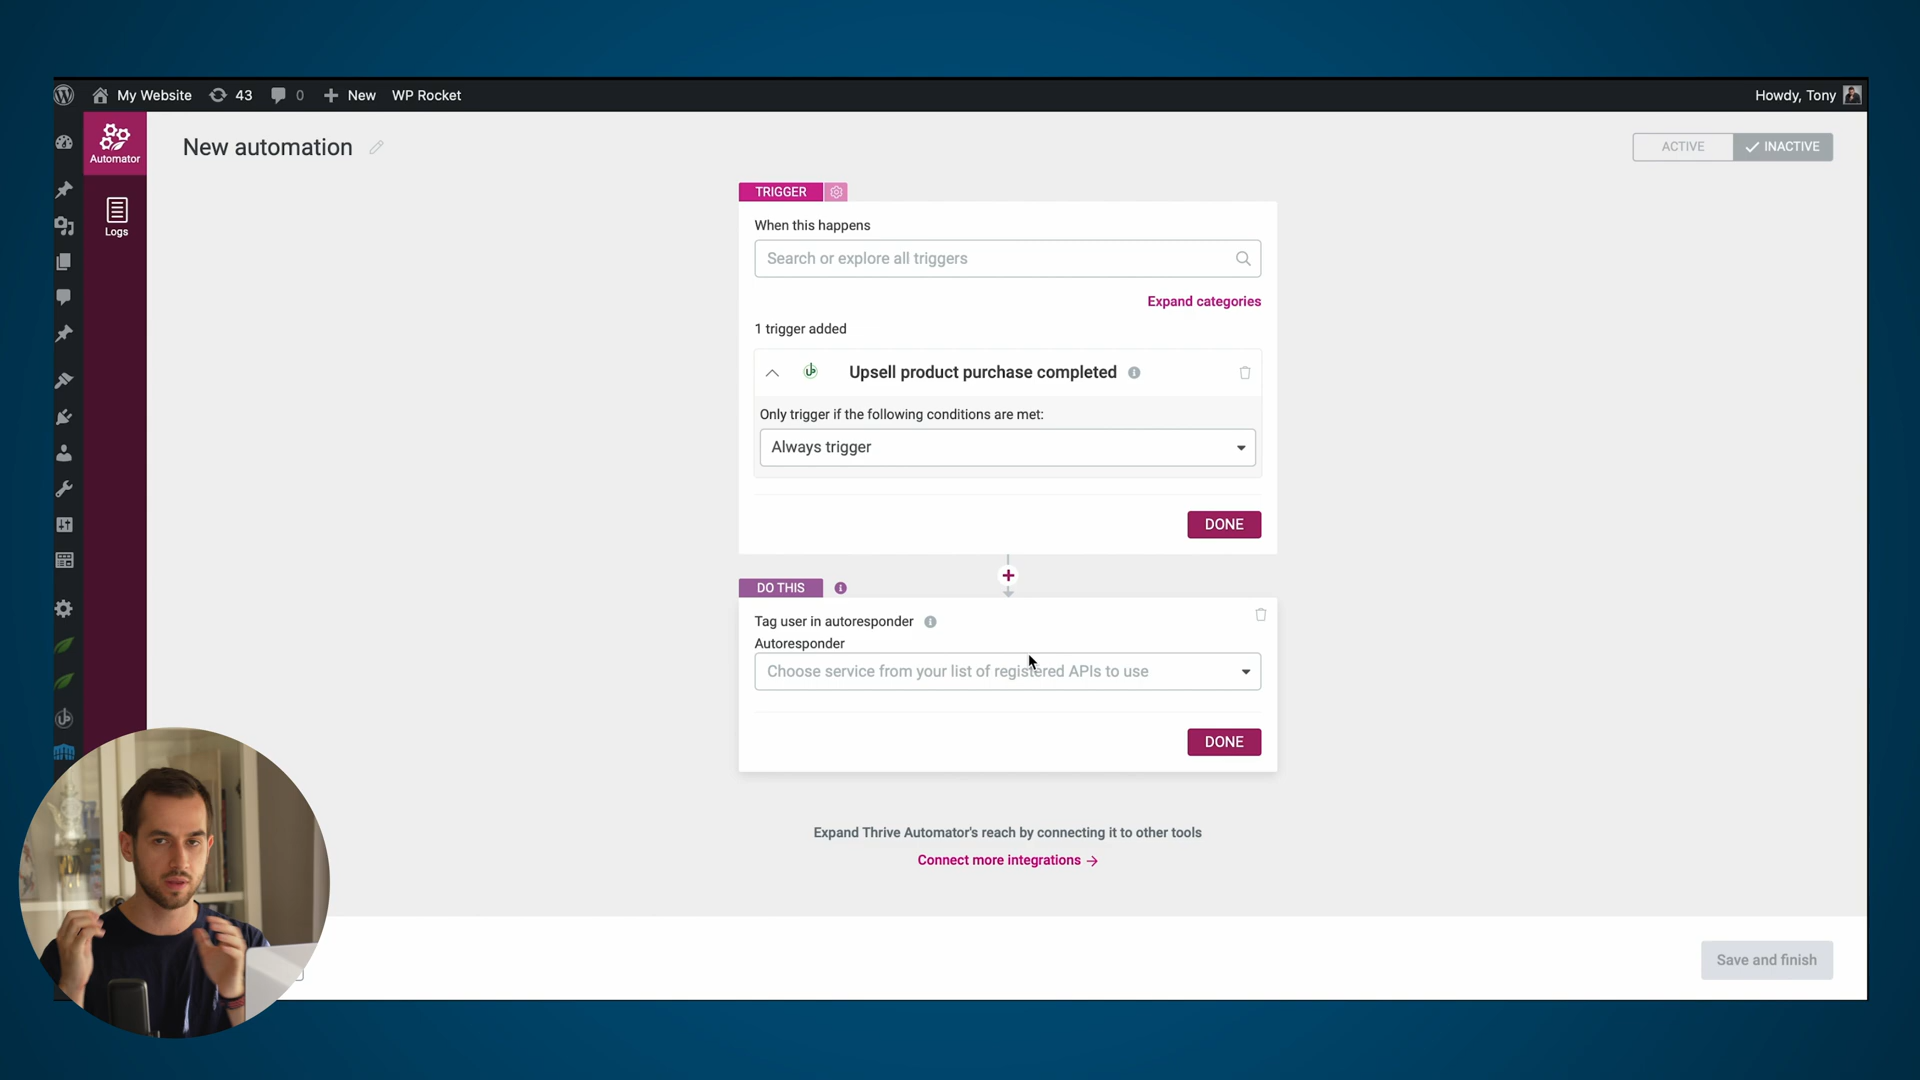 My Website
43
0
New
WP Rocket
Howdy, Tony
Automator
Logs
New automation
ACTIVE
INACTIVE
TRIGGER
When this happens
Search or explore all triggers
Expand categories
1 trigger added
Upsell product purchase completed
Only trigger if the following conditions are met:
Always trigger
DONE
DO THIS
Tag user in autoresponder
Autoresponder
Choose service from your list of registered APIs to use
DONE
Expand Thrive Automator's reach by connecting it to other tools
Connect more integrations →
Save and finish